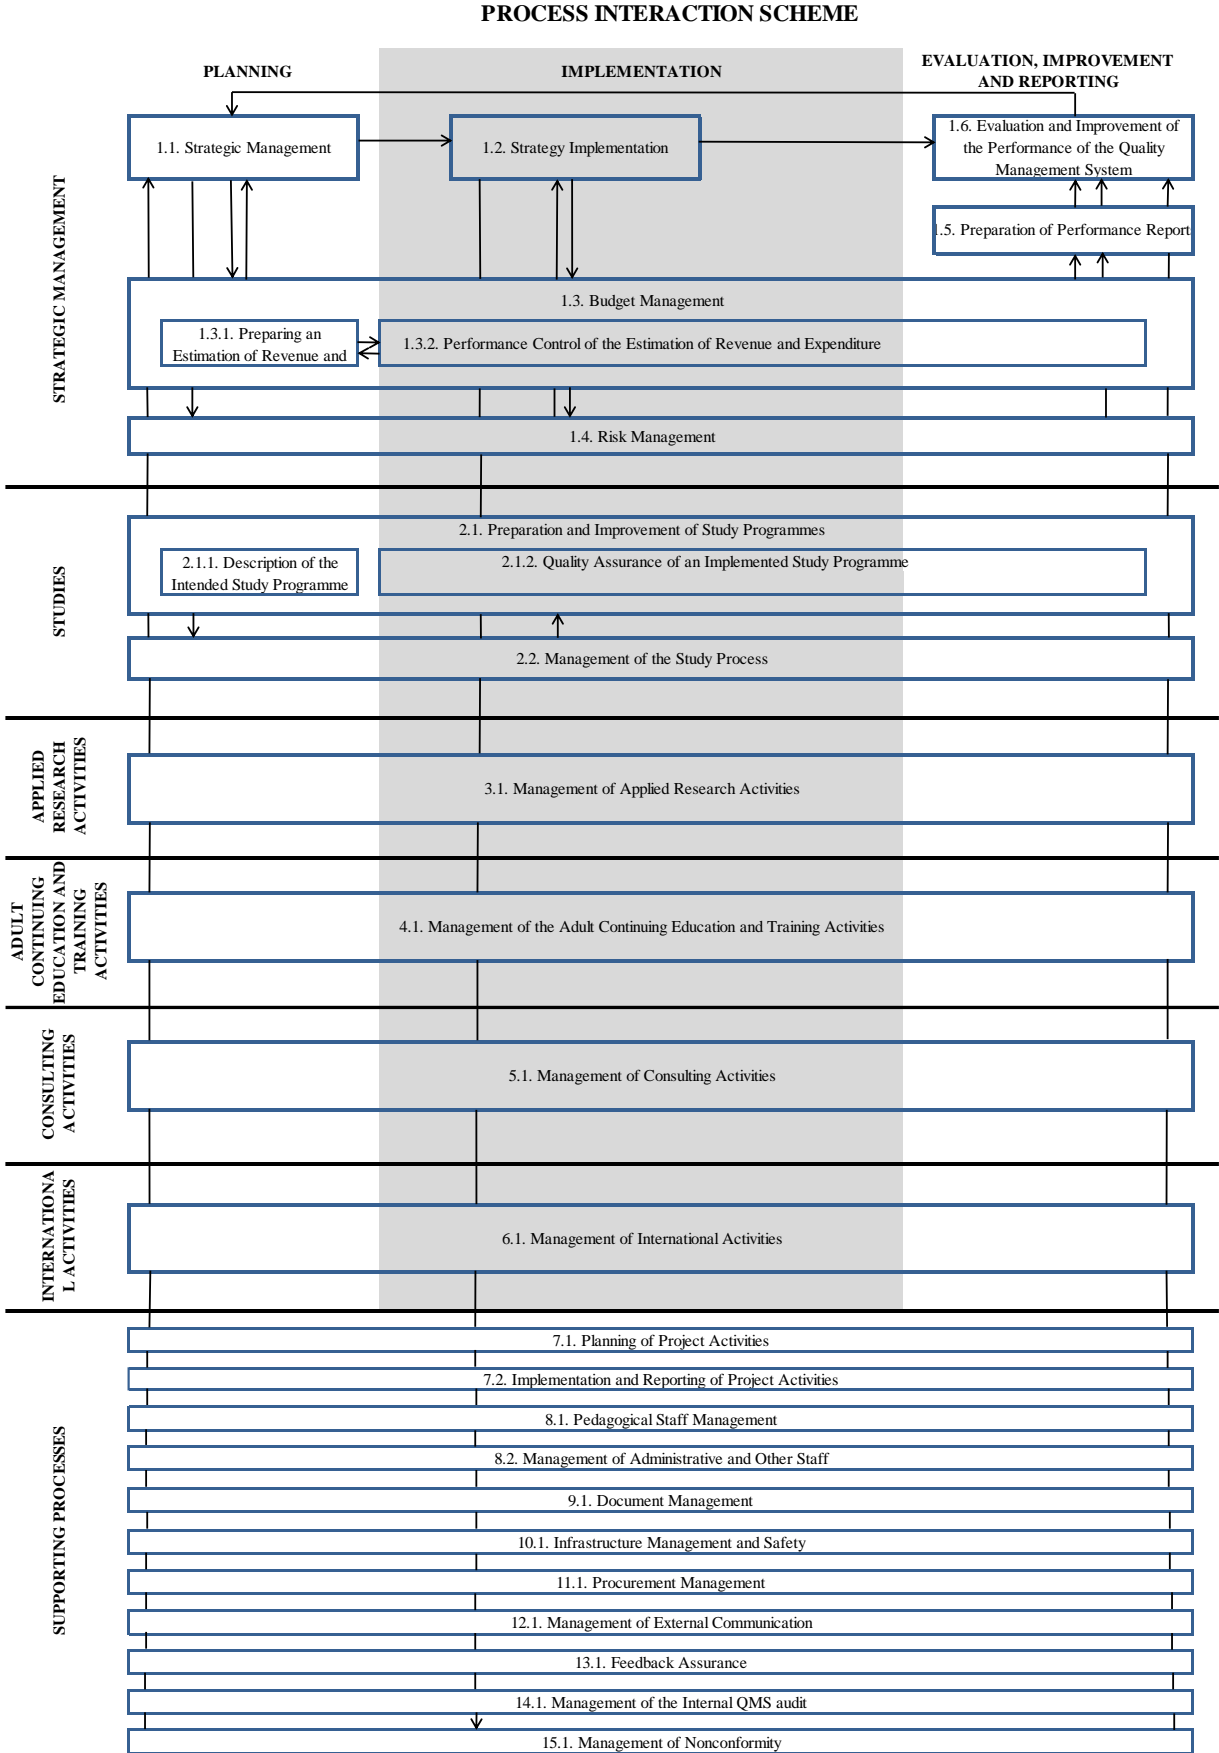 PROCESS INTERACTION SCHEME
PLANNING
IMPLEMENTATION
EVALUATION, IMPROVEMENT
AND REPORTING
STRATEGIC MANAGEMENT
1.1. Strategic Management
1.2. Strategy Implementation
1.6. Evaluation and Improvement of
the Performance of the Quality
Management System
1.5. Preparation of Performance Report
1.3. Budget Management
1.3.1. Preparing an
Estimation of Revenue and
1.3.2. Performance Control of the Estimation of Revenue and Expenditure
1.4. Risk Management
STUDIES
2.1. Preparation and Improvement of Study Programmes
2.1.1. Description of the
Intended Study Programme
2.1.2. Quality Assurance of an Implemented Study Programme
2.2. Management of the Study Process
APPLIED
RESEARCH
ACTIVITIES
3.1. Management of Applied Research Activities
ADULT
CONTINUING
EDUCATION AND
TRAINING
ACTIVITIES
4.1. Management of the Adult Continuing Education and Training Activities
CONSULTING
ACTIVITIES
5.1. Management of Consulting Activities
INTERNATIONA
L ACTIVITIES
6.1. Management of International Activities
SUPPORTING PROCESSES
7.1. Planning of Project Activities
7.2. Implementation and Reporting of Project Activities
8.1. Pedagogical Staff Management
8.2. Management of Administrative and Other Staff
9.1. Document Management
10.1. Infrastructure Management and Safety
11.1. Procurement Management
12.1. Management of External Communication
13.1. Feedback Assurance
14.1. Management of the Internal QMS audit
15.1. Management of Nonconformity